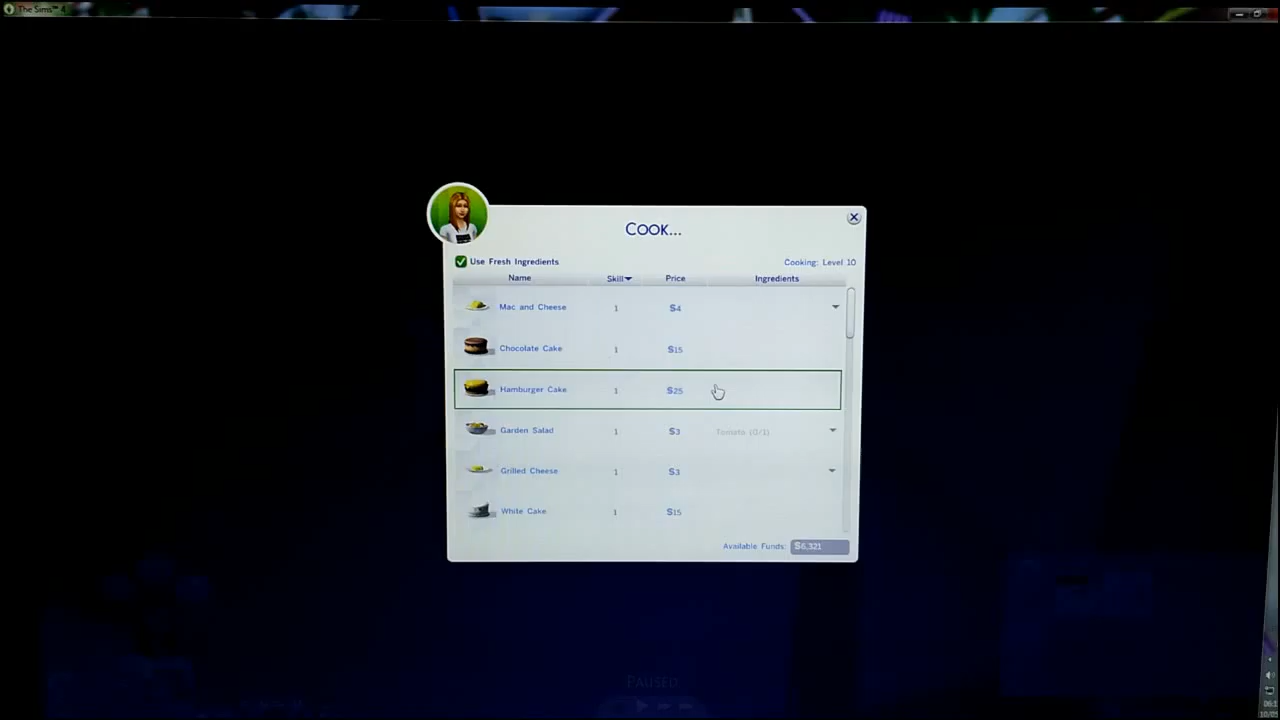 The Sims™ 4
Cook...
Use Fresh Ingredients
Cooking: Level 10
Name Skill Price Ingredients
Mac and Cheese 1 §4
Chocolate Cake 1 §15
Hamburger Cake 1 §25
Garden Salad 1 §3 Tomato (0/1)
Grilled Cheese 1 §3
White Cake 1 §15
Available Funds: §6,321
Paused